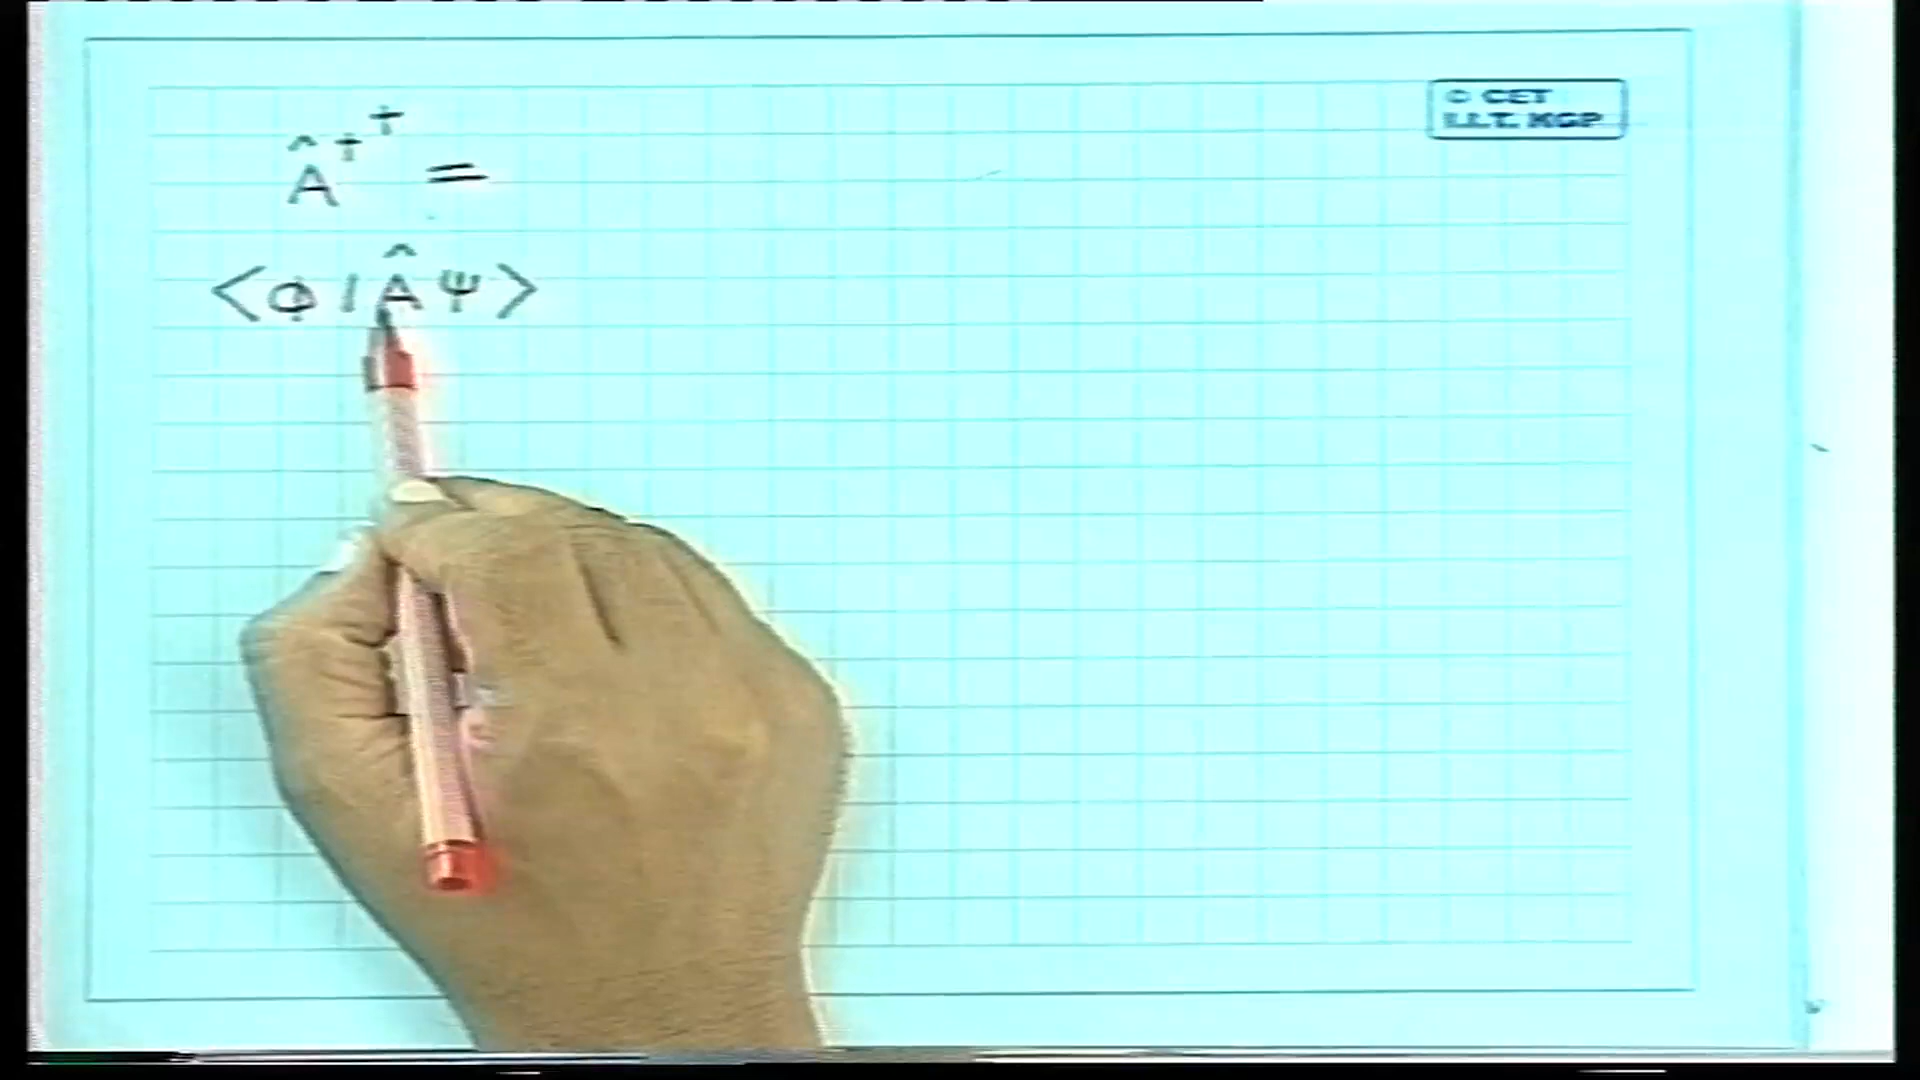 Â†† =
<Φ|Âψ>
© CET
I.I.T. KGP